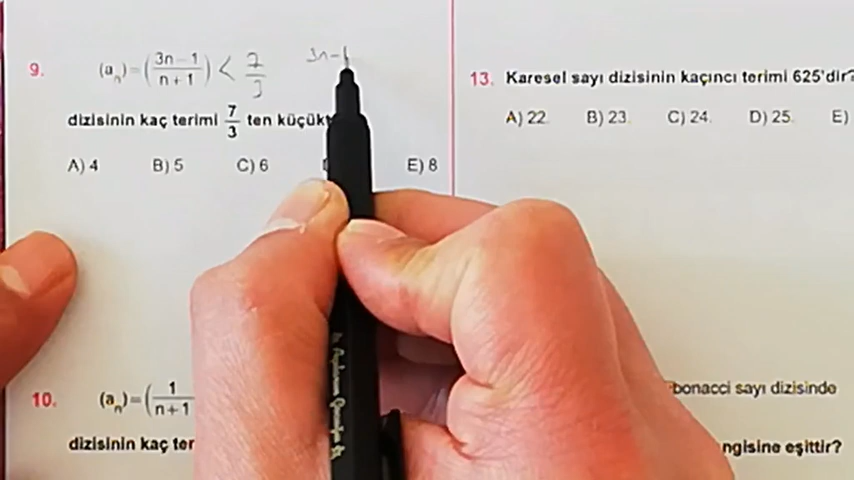 9. (aₙ)=(3n−1/n+1) < 7/3
3n−1
dizisinin kaç terimi 7/3 ten küçükt
A) 4 B) 5 C) 6 E) 8
10. (aₙ)=(1/n+1
dizisinin kaç ter
13. Karesel sayı dizisinin kaçıncı terimi 625'dir?
A) 22 B) 23 C) 24 D) 25 E)
bonacci sayı dizisinde
ngisine eşittir?